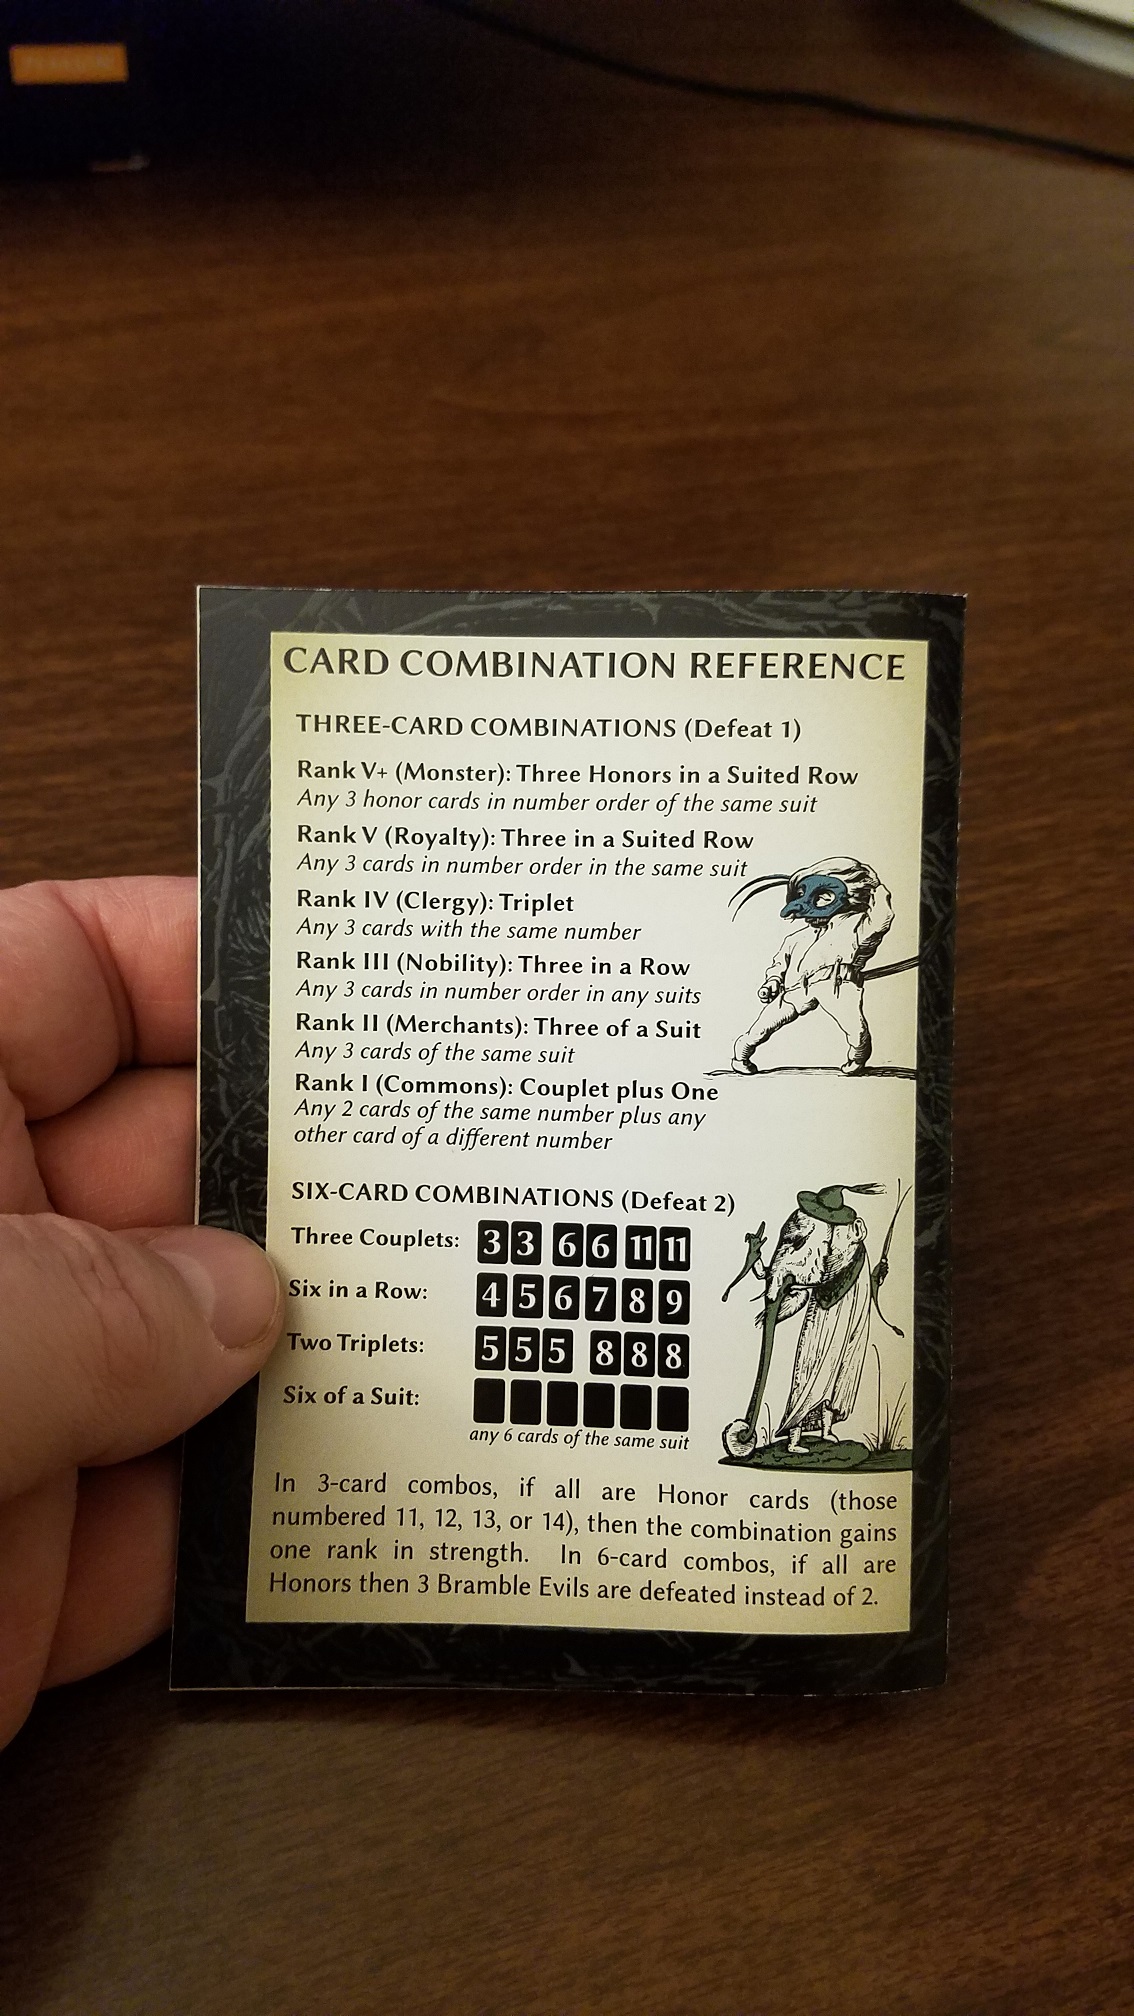 CARD COMBINATION REFERENCE
THREE-CARD COMBINATIONS (Defeat 1)
Rank V+ (Monster): Three Honors in a Suited Row
Any 3 honor cards in number order of the same suit
Rank V (Royalty): Three in a Suited Row
Any 3 cards in number order in the same suit
Rank IV (Clergy): Triplet
Any 3 cards with the same number
Rank III (Nobility): Three in a Row
Any 3 cards in number order in any suits
Rank II (Merchants): Three of a Suit
Any 3 cards of the same suit
Rank I (Commons): Couplet plus One
Any 2 cards of the same number plus any
other card of a different number
SIX-CARD COMBINATIONS (Defeat 2)
Three Couplets: 3 3 6 6 11 11
Six in a Row: 4 5 6 7 8 9
Two Triplets: 5 5 5 8 8 8
Six of a Suit:
any 6 cards of the same suit
In 3-card combos, if all are Honor cards (those
numbered 11, 12, 13, or 14), then the combination gains
one rank in strength. In 6-card combos, if all are
Honors then 3 Bramble Evils are defeated instead of 2.